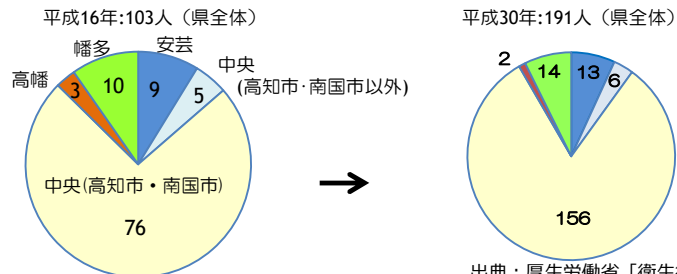 平成16年:103人（県全体）
平成30年:191人（県全体）
幡多
安芸
高幡
中央
(高知市・南国市以外)
3
10
9
5
中央(高知市・南国市)
76
2
14
13
6
156
出典：厚生労働省「衛生